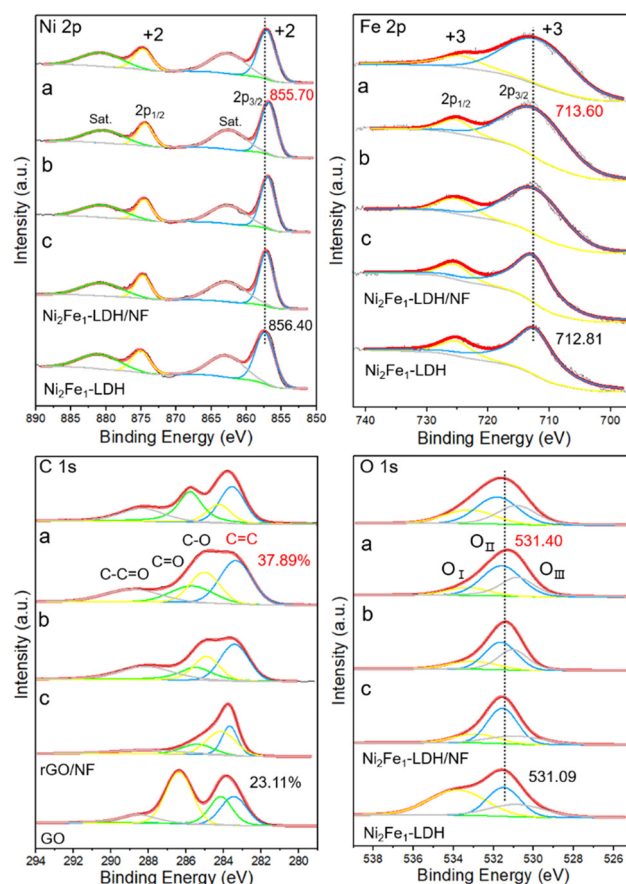 Ni 2p
+2
+2
a
2p3/2
855.70
Sat.
2p1/2
Sat.
b
c
Ni₂Fe₁-LDH/NF
856.40
Ni₂Fe₁-LDH
890 885 880 875 870 865 860 855 850
Binding Energy (eV)
Intensity (a.u.)
Fe 2p
+3
+3
a
2p1/2
2p3/2
713.60
b
c
Ni₂Fe₁-LDH/NF
712.81
Ni₂Fe₁-LDH
740 730 720 710 700
Binding Energy (eV)
Intensity (a.u.)
C 1s
a
C-O
C=C
C=O
37.89%
C-C=O
b
c
rGO/NF
23.11%
GO
294 292 290 288 286 284 282 280
Binding Energy (eV)
Intensity (a.u.)
O 1s
a
OⅡ
531.40
OⅠ
OⅢ
b
c
Ni₂Fe₁-LDH/NF
531.09
Ni₂Fe₁-LDH
539 536 533 530 527 525
Binding Energy (eV)
Intensity (a.u.)